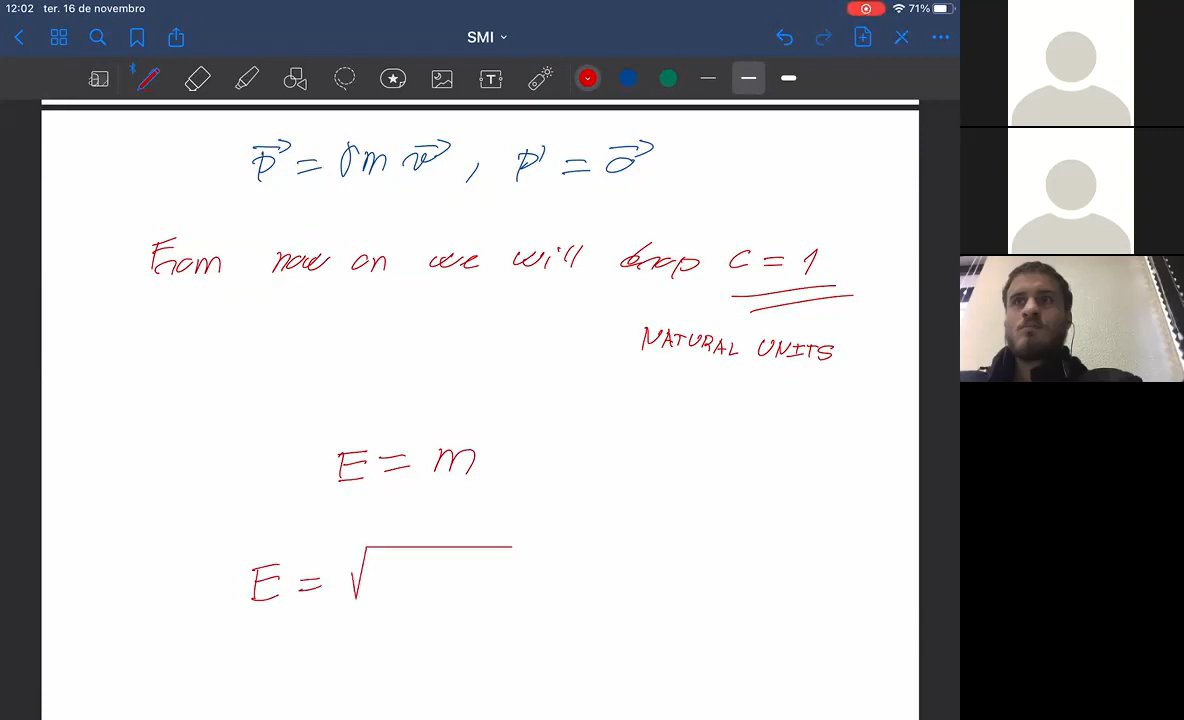 12:02 ter. 16 de novembro
71%
SMI
T
p⃗ = γm v⃗ , p⃗ = 0⃗
From now on we will drop c = 1
NATURAL UNITS
E = m
E = √